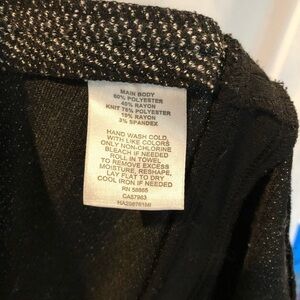 MAIN BODY
60% POLYESTER
40% RAYON
KNIT 78% POLYESTER
19% RAYON
3% SPANDEX
HAND WASH COLD,
WITH LIKE COLORS
ONLY NON-CHLORINE
BLEACH IF NEEDED
ROLL IN TOWEL
TO REMOVE EXCESS
MOISTURE, RESHAPE,
LAY FLAT TO DRY
COOL IRON IF NEEDED
RN 58865
CA57963